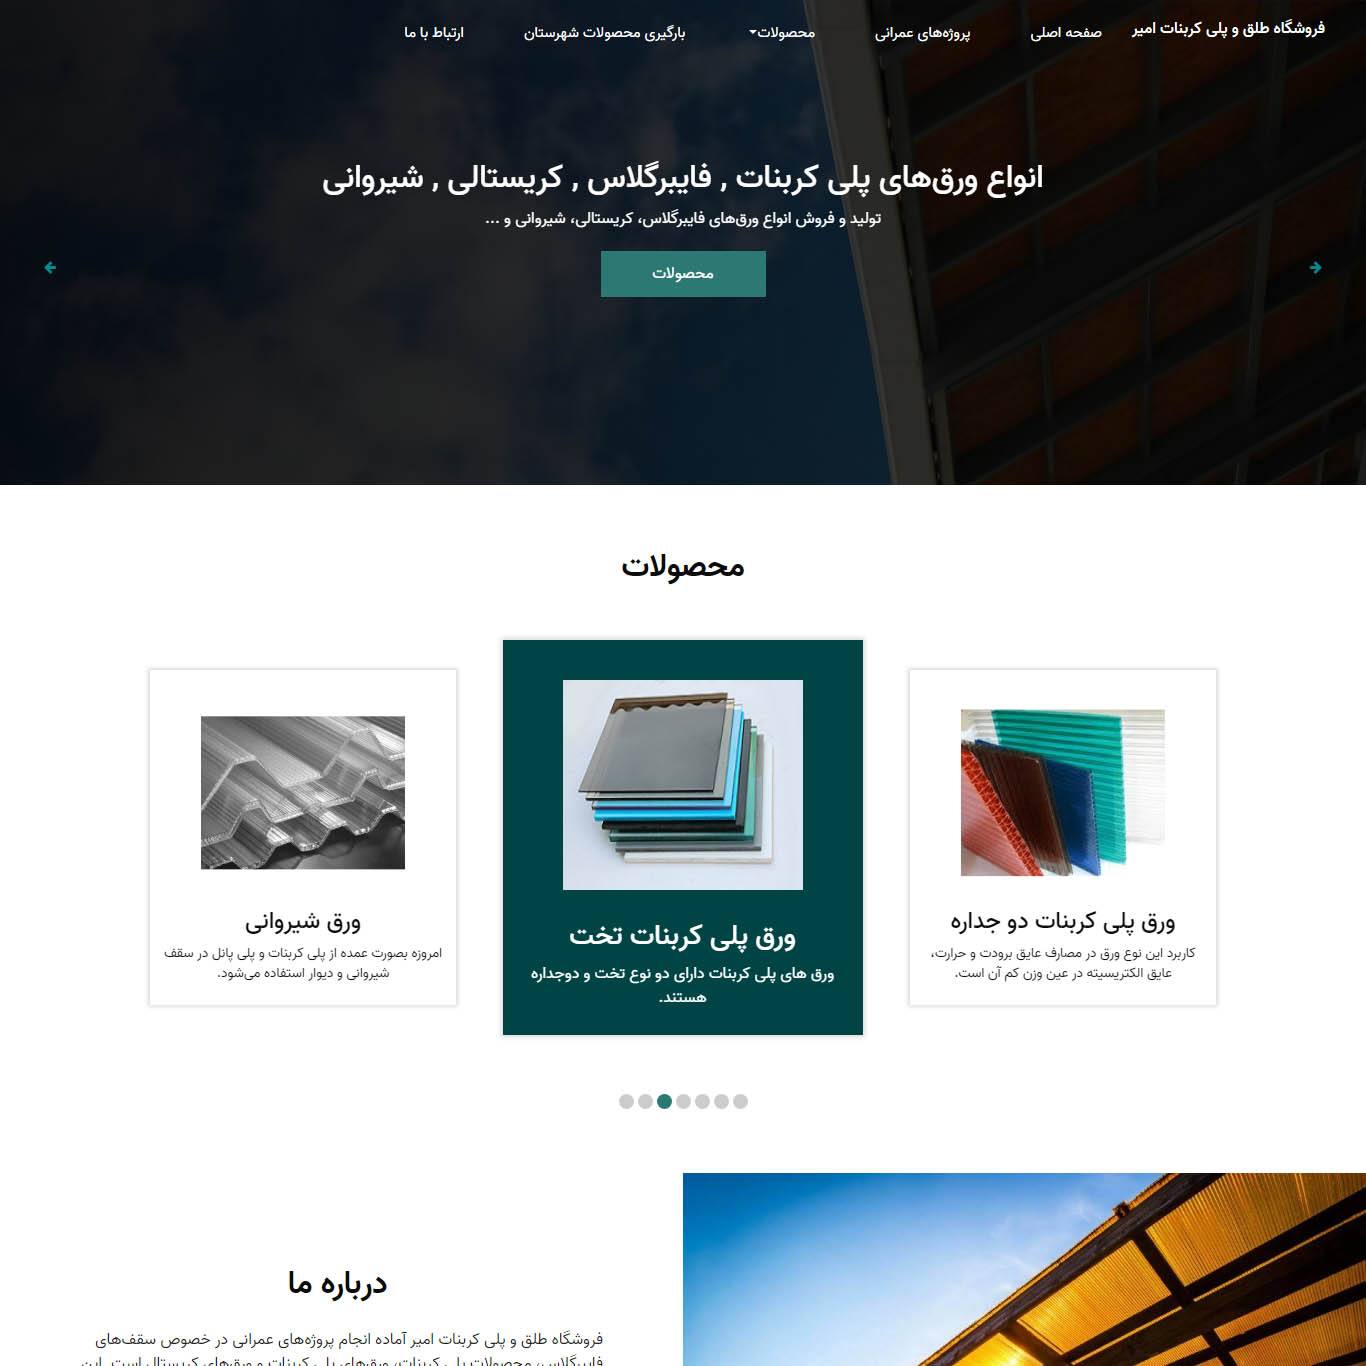 فروشگاه طلق و پلی کربنات امیر
صفحه اصلی
پروژه‌های عمرانی
محصولات
بارگیری محصولات شهرستان
ارتباط با ما
انواع ورق‌های پلی کربنات , فایبرگلاس , کریستالی , شیروانی
تولید و فروش انواع ورق‌های فایبرگلاس، کریستالی، شیروانی و ...
محصولات
محصولات
ورق پلی کربنات دو جداره
کاربرد این نوع ورق در مصارف عایق برودت و حرارت،
عایق الکتریسیته در عین وزن کم آن است.
ورق پلی کربنات تخت
ورق های پلی کربنات دارای دو نوع تخت و دوجداره
هستند.
ورق شیروانی
امروزه بصورت عمده از پلی کربنات و پلی پانل در سقف
شیروانی و دیوار استفاده می‌شود.
درباره ما
فروشگاه طلق و پلی کربنات امیر آماده انجام پروژه‌های عمرانی در خصوص سقف‌های
فایبرگلاس، محصولات پلی کربنات، ورق‌های پلی کربنات و ورق‌های کریستال است. این